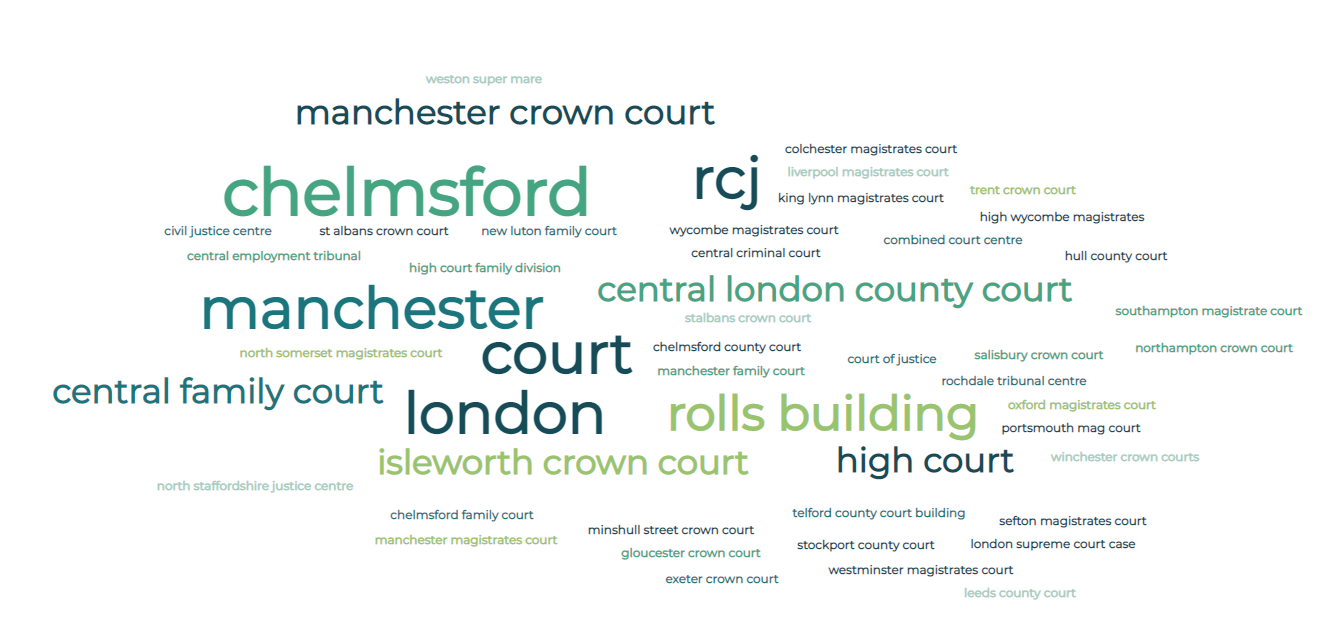 weston super mare
manchester crown court
colchester magistrates court
chelmsford
rcj
liverpool magistrates court
king lynn magistrates court
trent crown court
high wycombe magistrates
civil justice centre
st albans crown court
new luton family court
wycombe magistrates court
combined court centre
central employment tribunal
high court family division
central criminal court
hull county court
manchester
central london county court
southampton magistrate court
stalbans crown court
north somerset magistrates court
court
chelmsford county court
court of justice
salisbury crown court
northampton crown court
manchester family court
rochdale tribunal centre
central family court
london
rolls building
oxford magistrates court
portsmouth mag court
isleworth crown court
high court
winchester crown courts
north staffordshire justice centre
chelmsford family court
minshull street crown court
telford county court building
sefton magistrates court
manchester magistrates court
gloucester crown court
stockport county court
london supreme court case
exeter crown court
westminster magistrates court
leeds county court